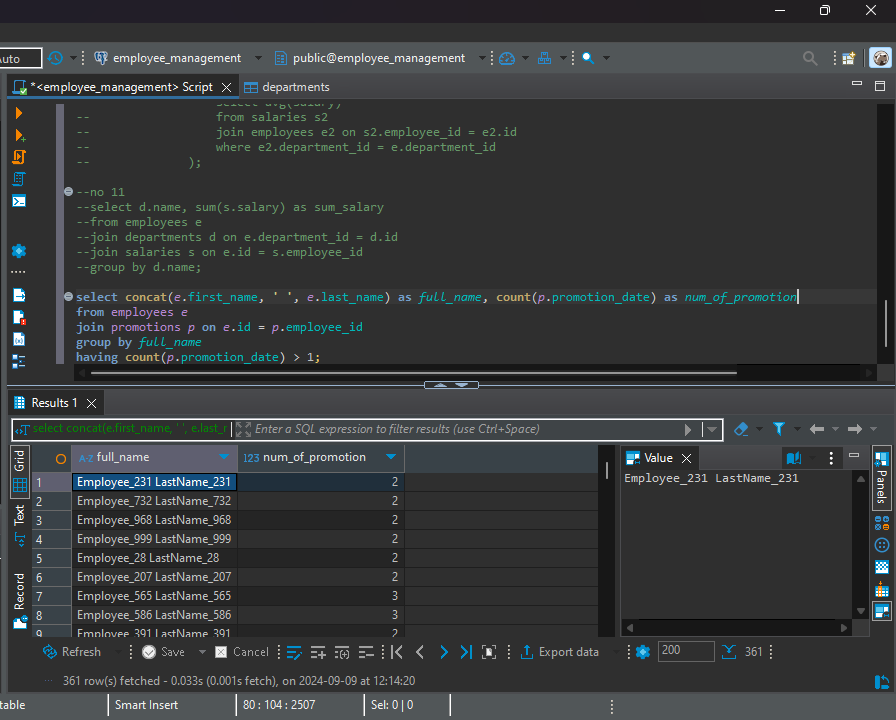 Auto
employee_management
public@employee_management
*<employee_management> Script
departments
select avg(salary)
-- from salaries s2
-- join employees e2 on s2.employee_id = e2.id
-- where e2.department_id = e.department_id
-- );
--no 11
--select d.name, sum(s.salary) as sum_salary
--from employees e
--join departments d on e.department_id = d.id
--join salaries s on e.id = s.employee_id
--group by d.name;
select concat(e.first_name, ' ', e.last_name) as full_name, count(p.promotion_date) as num_of_promotion
from employees e
join promotions p on e.id = p.employee_id
group by full_name
having count(p.promotion_date) > 1;
Results 1
select concat(e.first_name, ' ', e.last_r
Enter a SQL expression to filter results (use Ctrl+Space)
Grid
Text
Record
A-Z full_name
123 num_of_promotion
1 Employee_231 LastName_231 2
2 Employee_732 LastName_732 2
3 Employee_968 LastName_968 2
4 Employee_999 LastName_999 2
5 Employee_28 LastName_28 2
6 Employee_207 LastName_207 2
7 Employee_565 LastName_565 3
8 Employee_586 LastName_586 3
9 Employee_391 LastName_391 2
Value
Employee_231 LastName_231
Panels
Refresh
Save
Cancel
Export data
200
361
361 row(s) fetched - 0.033s (0.001s fetch), on 2024-09-09 at 12:14:20
table
Smart Insert
80 : 104 : 2507
Sel: 0 | 0